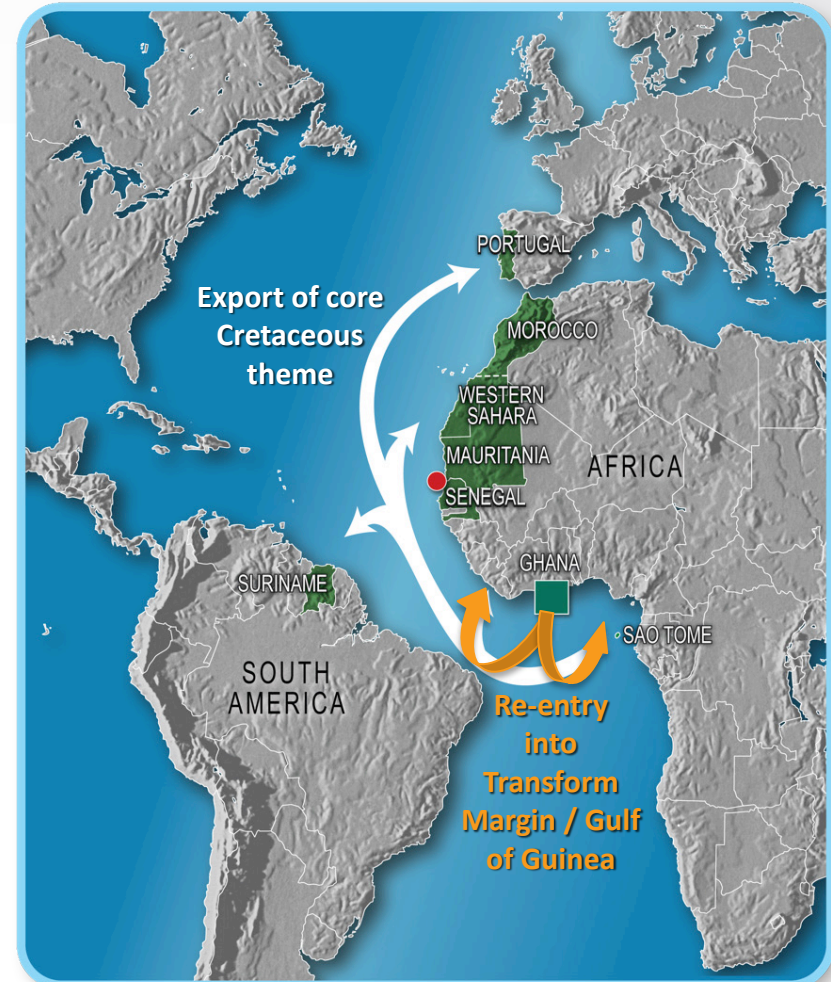 PORTUGAL
Export of core
Cretaceous
theme
MOROCCO
WESTERN
SAHARA
MAURITANIA
AFRICA
SENEGAL
GHANA
SURINAME
SAO TOME
SOUTH
AMERICA
Re-entry
into
Transform
Margin / Gulf
of Guinea